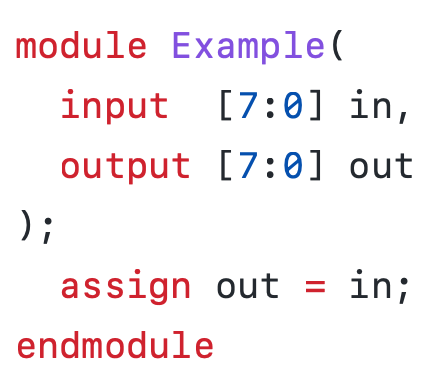 module Example(
  input  [7:0] in,
  output [7:0] out
);
  assign out = in;
endmodule